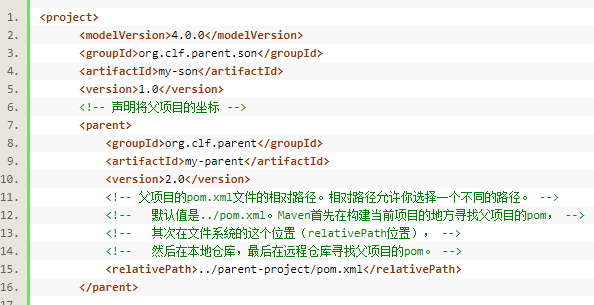 1. <project>
2. <modelVersion>4.0.0</modelVersion>
3. <groupId>org.clf.parent.son</groupId>
4. <artifactId>my-son</artifactId>
5. <version>1.0</version>
6. <!-- 声明将父项目的坐标 -->
7. <parent>
8. <groupId>org.clf.parent</groupId>
9. <artifactId>my-parent</artifactId>
10. <version>2.0</version>
11. <!-- 父项目的pom.xml文件的相对路径。相对路径允许你选择一个不同的路径。 -->
12. <!-- 默认值是../pom.xml。Maven首先在构建当前项目的地方寻找父项目的pom, -->
13. <!-- 其次在文件系统的这个位置（relativePath位置）， -->
14. <!-- 然后在本地仓库，最后在远程仓库寻找父项目的pom。 -->
15. <relativePath>../parent-project/pom.xml</relativePath>
16. </parent>